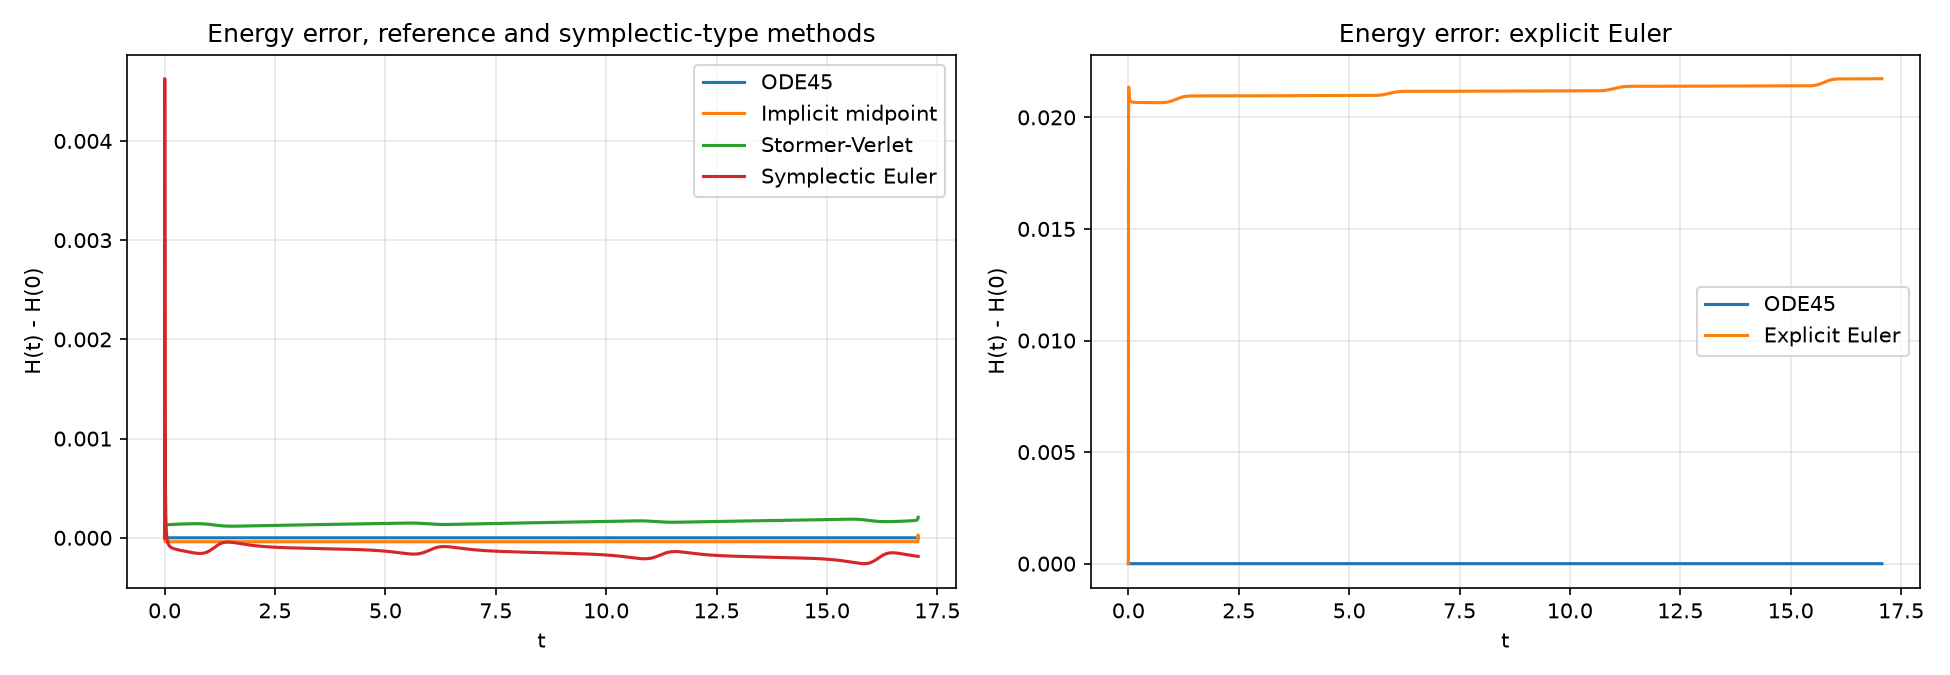 Energy error, reference and symplectic-type methods
H(t) - H(0)
0.004
0.003
0.002
0.001
0.000
ODE45
Implicit midpoint
Stormer-Verlet
Symplectic Euler
0.0 2.5 5.0 7.5 10.0 12.5 15.0 17.5
t
Energy error: explicit Euler
H(t) - H(0)
0.020
0.015
0.010
0.005
0.000
ODE45
Explicit Euler
0.0 2.5 5.0 7.5 10.0 12.5 15.0 17.5
t